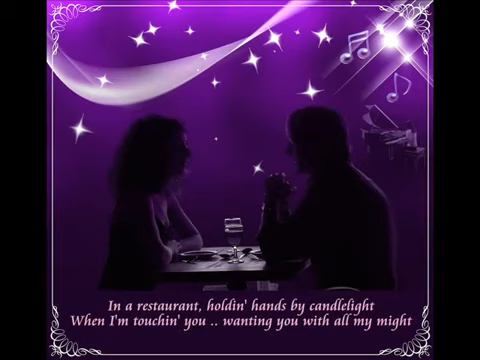 In a restaurant, holdin' hands by candlelight
When I'm touchin' you .. wanting you with all my might